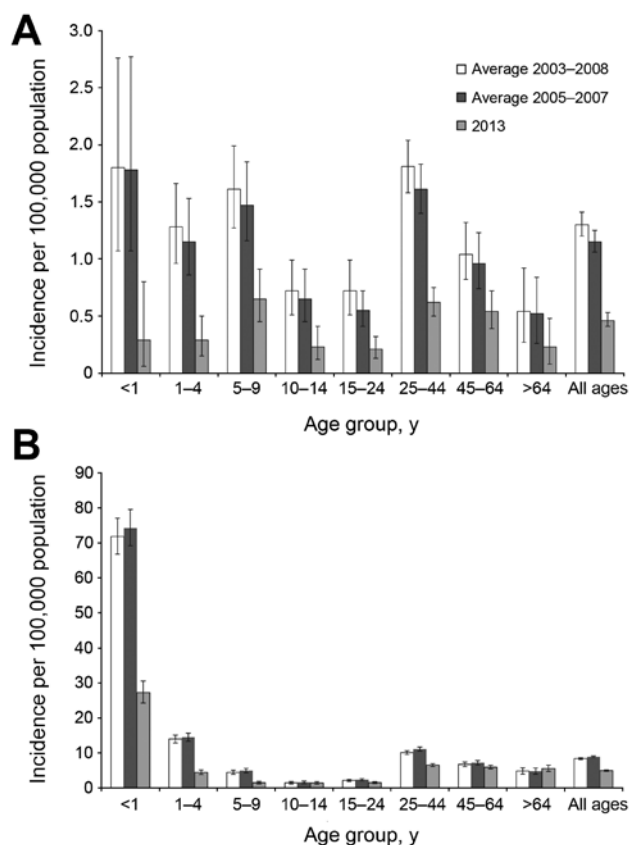 A
3.0
2.5
2.0
1.5
1.0
0.5
0
Incidence per 100,000 population
Average 2003–2008
Average 2005–2007
2013
<1 1–4 5–9 10–14 15–24 25–44 45–64 >64 All ages
Age group, y
B
90
80
70
60
50
40
30
20
10
0
Incidence per 100,000 population
<1 1–4 5–9 10–14 15–24 25–44 45–64 >64 All ages
Age group, y